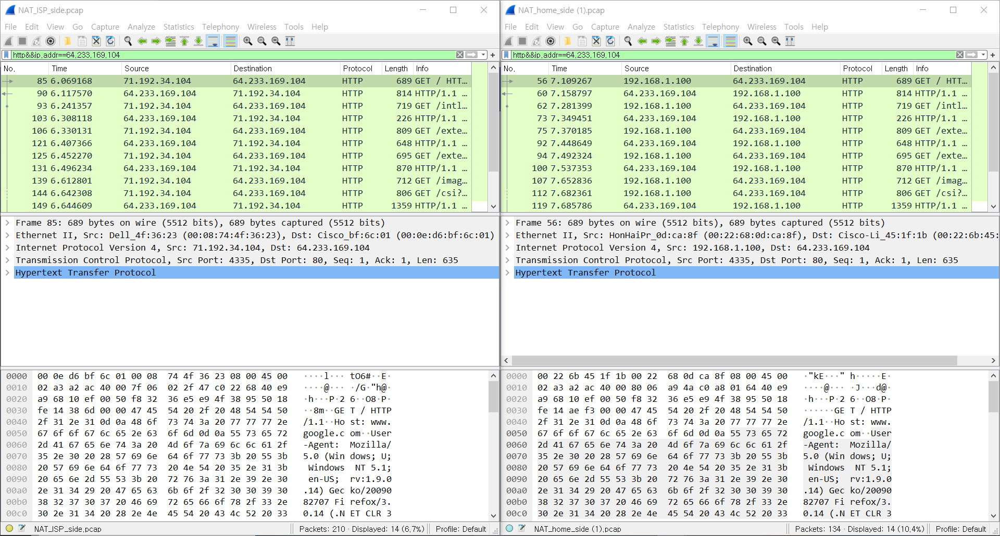 NAT_ISP_side.pcap
File Edit View Go Capture Analyze Statistics Telephony Wireless Tools Help
http&&ip.addr==64.233.169.104
No. Time Source Destination Protocol Length Info
85 6.069168 71.192.34.104 64.233.169.104 HTTP 689 GET / HTT…
90 6.117570 64.233.169.104 71.192.34.104 HTTP 814 HTTP/1.1 …
93 6.241357 71.192.34.104 64.233.169.104 HTTP 719 GET /intl…
103 6.308118 64.233.169.104 71.192.34.104 HTTP 226 HTTP/1.1 …
106 6.330131 71.192.34.104 64.233.169.104 HTTP 809 GET /exte…
121 6.407366 64.233.169.104 71.192.34.104 HTTP 648 HTTP/1.1 …
125 6.452270 71.192.34.104 64.233.169.104 HTTP 695 GET /exte…
131 6.496234 64.233.169.104 71.192.34.104 HTTP 870 HTTP/1.1 …
139 6.612801 71.192.34.104 64.233.169.104 HTTP 712 GET /imag…
144 6.642308 71.192.34.104 64.233.169.104 HTTP 806 GET /csi?…
149 6.644609 64.233.169.104 71.192.34.104 HTTP 1359 HTTP/1.1 …
Frame 85: 689 bytes on wire (5512 bits), 689 bytes captured (5512 bits)
Ethernet II, Src: Dell_4f:36:23 (00:08:74:4f:36:23), Dst: Cisco_bf:6c:01 (00:0e:d6:bf:6c:01)
Internet Protocol Version 4, Src: 71.192.34.104, Dst: 64.233.169.104
Transmission Control Protocol, Src Port: 4335, Dst Port: 80, Seq: 1, Ack: 1, Len: 635
Hypertext Transfer Protocol
0000 00 0e d6 bf 6c 01 00 08 74 4f 36 23 08 00 45 00 ····l··· tO6#··E·
0010 02 a3 a2 ac 40 00 7f 06 02 2f 47 c0 22 68 40 e9 ····@··· ·/G·"h@·
0020 a9 68 10 ef 00 50 f8 32 36 e5 e9 4f 38 95 50 18 ·h···P·2 6··O8·P·
0030 fe 14 38 6d 00 00 47 45 54 20 2f 20 48 54 54 50 ··8m··GE T / HTTP
0040 2f 31 2e 31 0d 0a 48 6f 73 74 3a 20 77 77 77 2e /1.1··Ho st: www.
0050 67 6f 6f 67 6c 65 2e 63 6f 6d 0d 0a 55 73 65 72 google.c om··User
0060 2d 41 67 65 6e 74 3a 20 4d 6f 7a 69 6c 6c 61 2f -Agent: Mozilla/
0070 35 2e 30 20 28 57 69 6e 64 6f 77 73 3b 20 55 3b 5.0 (Win dows; U;
0080 20 57 69 6e 64 6f 77 73 20 4e 54 20 35 2e 31 3b Windows NT 5.1;
0090 20 65 6e 2d 55 53 3b 20 72 76 3a 31 2e 39 2e 30 en-US; rv:1.9.0
00a0 2e 31 34 29 20 47 65 63 6b 6f 2f 32 30 30 39 30 .14) Gec ko/20090
00b0 38 32 37 30 37 20 46 69 72 65 66 6f 78 2f 33 2e 82707 Fi refox/3.
00c0 30 2e 31 34 20 28 2e 4e 45 54 20 43 4c 52 20 33 0.14 (.N ET CLR 3
NAT_ISP_side.pcap Packets: 210 · Displayed: 14 (6.7%) Profile: Default
NAT_home_side (1).pcap
File Edit View Go Capture Analyze Statistics Telephony Wireless Tools Help
http&&ip.addr==64.233.169.104
No. Time Source Destination Protocol Length Info
56 7.109267 192.168.1.100 64.233.169.104 HTTP 689 GET / HTT…
60 7.158797 64.233.169.104 192.168.1.100 HTTP 814 HTTP/1.1 …
62 7.281399 192.168.1.100 64.233.169.104 HTTP 719 GET /intl…
73 7.349451 64.233.169.104 192.168.1.100 HTTP 226 HTTP/1.1 …
75 7.370185 192.168.1.100 64.233.169.104 HTTP 809 GET /exte…
92 7.448649 64.233.169.104 192.168.1.100 HTTP 648 HTTP/1.1 …
94 7.492324 192.168.1.100 64.233.169.104 HTTP 695 GET /exte…
100 7.537353 64.233.169.104 192.168.1.100 HTTP 870 HTTP/1.1 …
107 7.652836 192.168.1.100 64.233.169.104 HTTP 712 GET /imag…
112 7.682361 192.168.1.100 64.233.169.104 HTTP 806 GET /csi?…
119 7.685786 64.233.169.104 192.168.1.100 HTTP 1359 HTTP/1.1 …
Frame 56: 689 bytes on wire (5512 bits), 689 bytes captured (5512 bits)
Ethernet II, Src: HonHaiPr_0d:ca:8f (00:22:68:0d:ca:8f), Dst: Cisco-Li_45:1f:1b (00:22:6b:45:
Internet Protocol Version 4, Src: 192.168.1.100, Dst: 64.233.169.104
Transmission Control Protocol, Src Port: 4335, Dst Port: 80, Seq: 1, Ack: 1, Len: 635
Hypertext Transfer Protocol
0000 00 22 6b 45 1f 1b 00 22 68 0d ca 8f 08 00 45 00 ·"kE···" h·····E·
0010 02 a3 a2 ac 40 00 80 06 a9 4a c0 a8 01 64 40 e9 ····@··· ·J···d@·
0020 a9 68 10 ef 00 50 f8 32 36 e5 e9 4f 38 95 50 18 ·h···P·2 6··O8·P·
0030 fe 14 ae f3 00 00 47 45 54 20 2f 20 48 54 54 50 ······GE T / HTTP
0040 2f 31 2e 31 0d 0a 48 6f 73 74 3a 20 77 77 77 2e /1.1··Ho st: www.
0050 67 6f 6f 67 6c 65 2e 63 6f 6d 0d 0a 55 73 65 72 google.c om··User
0060 2d 41 67 65 6e 74 3a 20 4d 6f 7a 69 6c 6c 61 2f -Agent: Mozilla/
0070 35 2e 30 20 28 57 69 6e 64 6f 77 73 3b 20 55 3b 5.0 (Win dows; U;
0080 20 57 69 6e 64 6f 77 73 20 4e 54 20 35 2e 31 3b Windows NT 5.1;
0090 20 65 6e 2d 55 53 3b 20 72 76 3a 31 2e 39 2e 30 en-US; rv:1.9.0
00a0 2e 31 34 29 20 47 65 63 6b 6f 2f 32 30 30 39 30 .14) Gec ko/20090
00b0 38 32 37 30 37 20 46 69 72 65 66 6f 78 2f 33 2e 82707 Fi refox/3.
00c0 30 2e 31 34 20 28 2e 4e 45 54 20 43 4c 52 20 33 0.14 (.N ET CLR 3
NAT_home_side (1).pcap Packets: 134 · Displayed: 14 (10.4%) Profile: Default